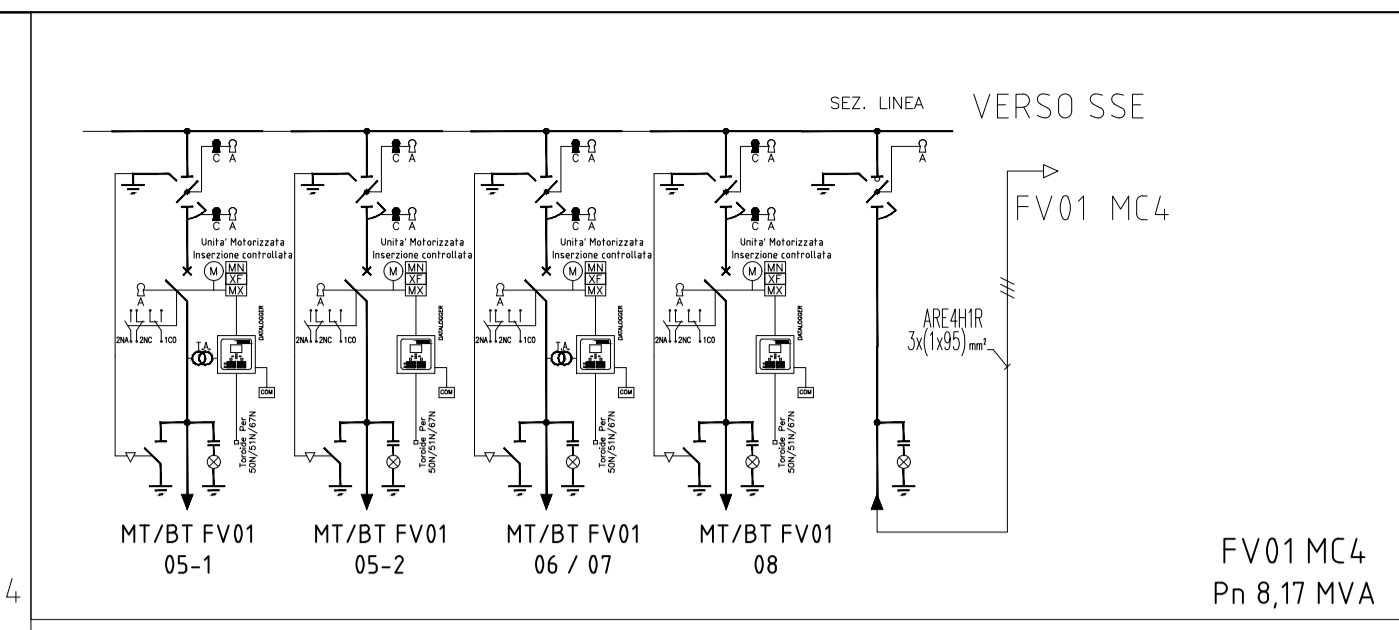 SEZ. LINEA
VERSO SSE
C A
C A
C A
C A
A
FV01 MC4
C A
C A
C A
C A
Unita' Motorizzata
Inserzione controllata
Unita' Motorizzata
Inserzione controllata
Unita' Motorizzata
Inserzione controllata
Unita' Motorizzata
Inserzione controllata
M
MN
XF
MX
M
MN
XF
MX
M
MN
XF
MX
M
MN
XF
MX
A
A
A
A
2NA 2NC 1CO
2NA 2NC 1CO
2NA 2NC 1CO
2NA 2NC 1CO
T.A.
T.A.
DATALOGGER
DATALOGGER
DATALOGGER
DATALOGGER
ARE4H1R
3x(1x95) mm²
COM
COM
COM
COM
Toroide Per
50N/51N/67N
Toroide Per
50N/51N/67N
Toroide Per
50N/51N/67N
Toroide Per
50N/51N/67N
MT/BT FV01
05-1
MT/BT FV01
05-2
MT/BT FV01
06 / 07
MT/BT FV01
08
FV01 MC4
Pn 8,17 MVA
4